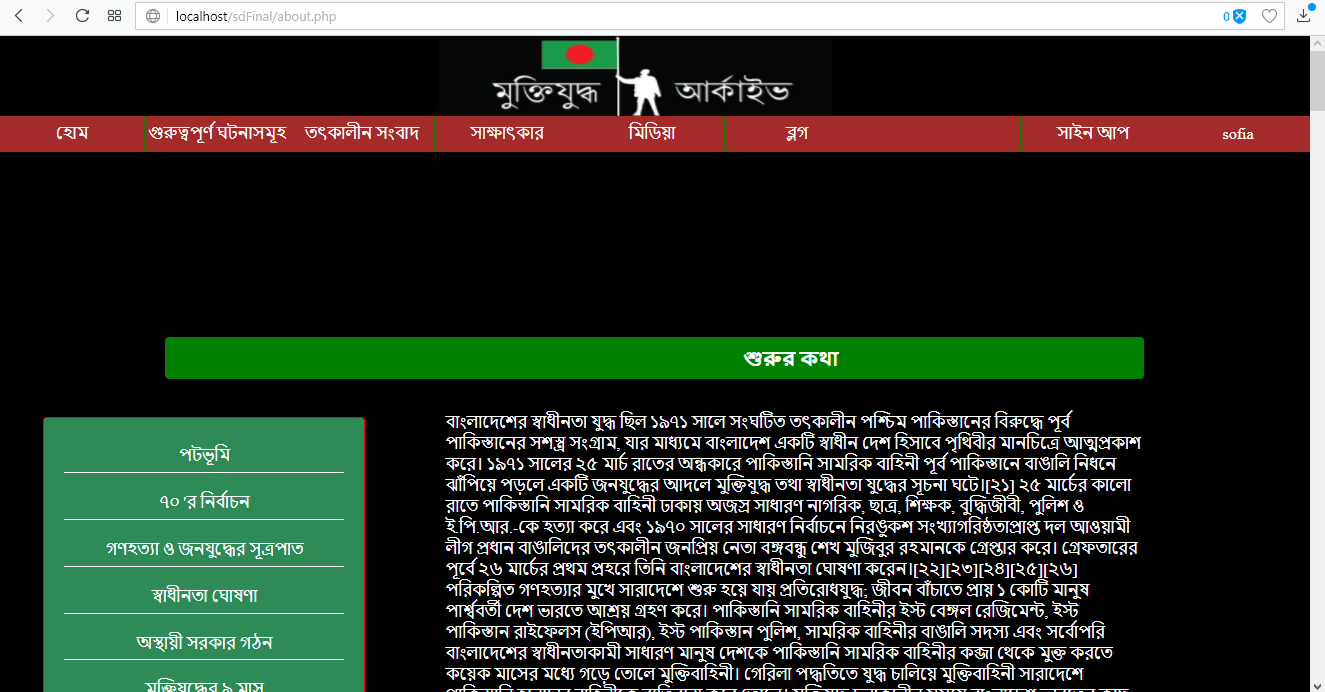 localhost/sdFinal/about.php
0
মুক্তিযুদ্ধ আর্কাইভ
হোম গুরুত্বপূর্ণ ঘটনাসমূহ তৎকালীন সংবাদ সাক্ষাৎকার মিডিয়া ব্লগ সাইন আপ sofia
শুরুর কথা
পটভূমি
৭০ 'র নির্বাচন
গণহত্যা ও জনযুদ্ধের সূত্রপাত
স্বাধীনতা ঘোষণা
অস্থায়ী সরকার গঠন
মুক্তিযুদ্ধের ৯ মাস
বাংলাদেশের স্বাধীনতা যুদ্ধ ছিল ১৯৭১ সালে সংঘটিত তৎকালীন পশ্চিম পাকিস্তানের বিরুদ্ধে পূর্ব
পাকিস্তানের সশস্ত্র সংগ্রাম, যার মাধ্যমে বাংলাদেশ একটি স্বাধীন দেশ হিসাবে পৃথিবীর মানচিত্রে আত্মপ্রকাশ
করে। ১৯৭১ সালের ২৫ মার্চ রাতের অন্ধকারে পাকিস্তানি সামরিক বাহিনী পূর্ব পাকিস্তানে বাঙালি নিধনে
ঝাঁপিয়ে পড়লে একটি জনযুদ্ধের আদলে মুক্তিযুদ্ধ তথা স্বাধীনতা যুদ্ধের সূচনা ঘটে।[২১] ২৫ মার্চের কালো
রাতে পাকিস্তানি সামরিক বাহিনী ঢাকায় অজস্র সাধারণ নাগরিক, ছাত্র, শিক্ষক, বুদ্ধিজীবী, পুলিশ ও
ই.পি.আর.-কে হত্যা করে এবং ১৯৭০ সালের সাধারণ নির্বাচনে নিরঙ্কুশ সংখ্যাগরিষ্ঠতাপ্রাপ্ত দল আওয়ামী
লীগ প্রধান বাঙালিদের তৎকালীন জনপ্রিয় নেতা বঙ্গবন্ধু শেখ মুজিবুর রহমানকে গ্রেপ্তার করে। গ্রেফতারের
পূর্বে ২৬ মার্চের প্রথম প্রহরে তিনি বাংলাদেশের স্বাধীনতা ঘোষণা করেন।[২২][২৩][২৪][২৫][২৬]
পরিকল্পিত গণহত্যার মুখে সারাদেশে শুরু হয়ে যায় প্রতিরোধযুদ্ধ; জীবন বাঁচাতে প্রায় ১ কোটি মানুষ
পার্শ্ববর্তী দেশ ভারতে আশ্রয় গ্রহণ করে। পাকিস্তানি সামরিক বাহিনীর ইস্ট বেঙ্গল রেজিমেন্ট, ইস্ট
পাকিস্তান রাইফেলস (ইপিআর), ইস্ট পাকিস্তান পুলিশ, সামরিক বাহিনীর বাঙালি সদস্য এবং সর্বোপরি
বাংলাদেশের স্বাধীনতাকামী সাধারণ মানুষ দেশকে পাকিস্তানি সামরিক বাহিনীর কব্জা থেকে মুক্ত করতে
কয়েক মাসের মধ্যে গড়ে তোলে মুক্তিবাহিনী। গেরিলা পদ্ধতিতে যুদ্ধ চালিয়ে মুক্তিবাহিনী সারাদেশে